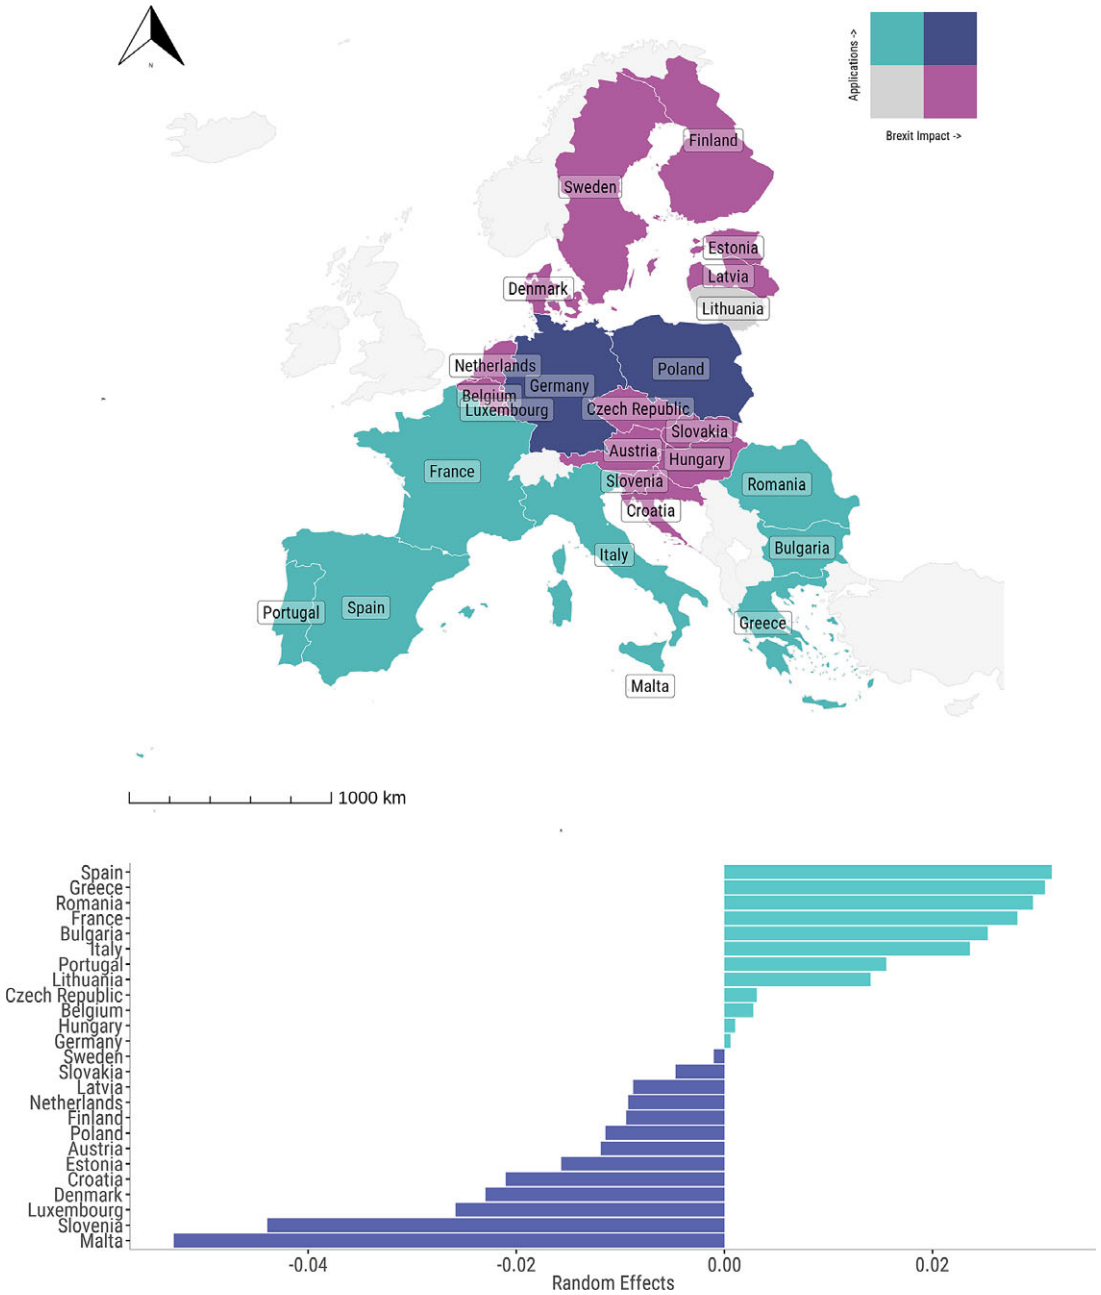 N
Applications ->
Brexit Impact ->
Finland
Sweden
Estonia
Latvia
Denmark
Lithuania
Netherlands
Poland
Germany
Belgium
Luxembourg
Czech Republic
Slovakia
Austria
Hungary
France
Slovenia
Romania
Croatia
Bulgaria
Italy
Portugal
Spain
Greece
Malta
1000 km
Spain
Greece
Romania
France
Bulgaria
Italy
Portugal
Lithuania
Czech Republic
Belgium
Hungary
Germany
Sweden
Slovakia
Latvia
Netherlands
Finland
Poland
Austria
Estonia
Croatia
Denmark
Luxembourg
Slovenia
Malta
-0.04 -0.02 0.00 0.02
Random Effects